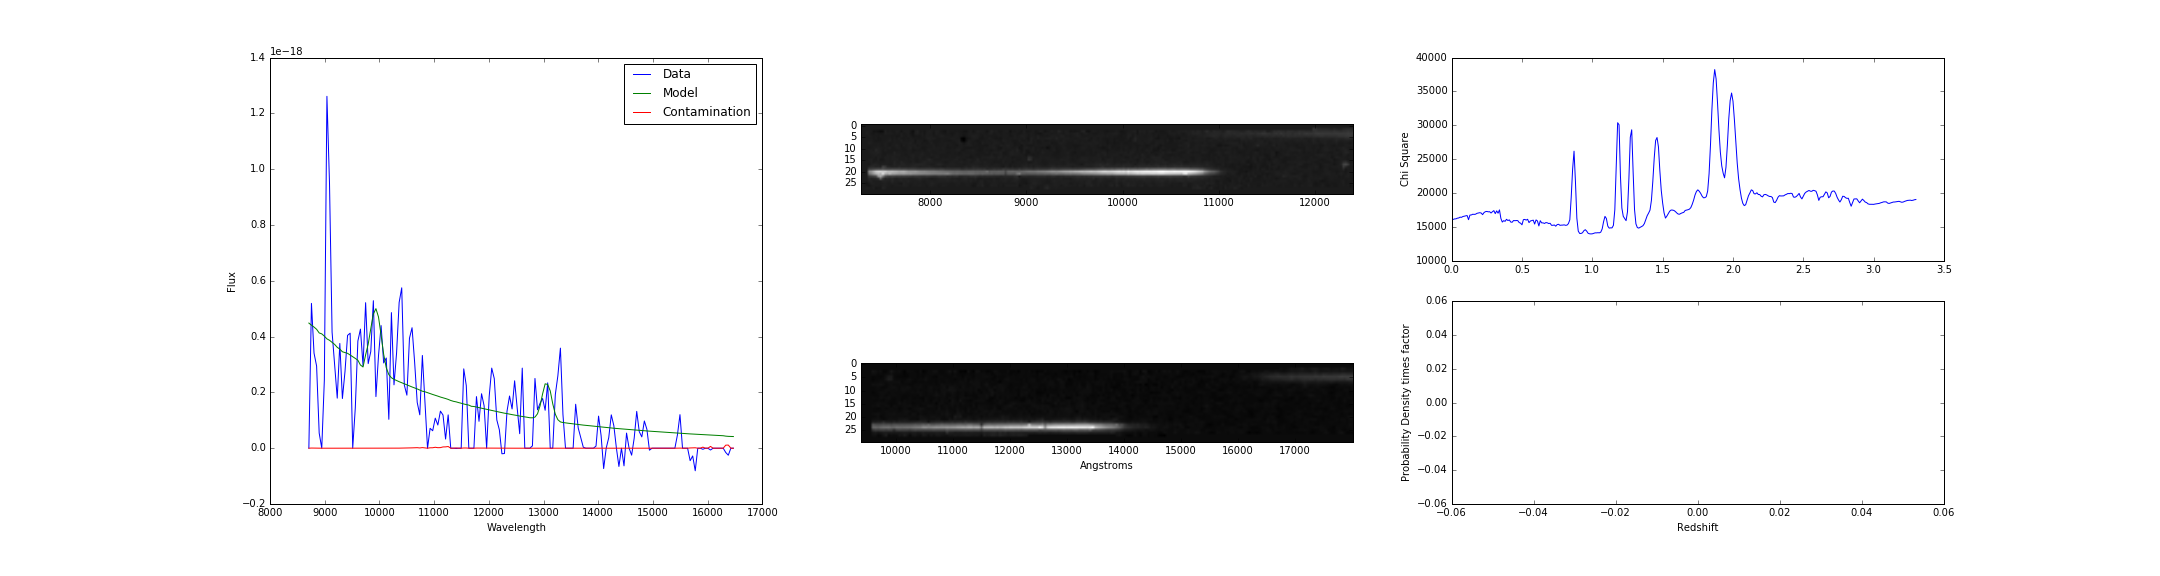 1e−18
1.4
1.2
1.0
0.8
0.6
0.4
0.2
0.0
−0.2
Flux
8000 9000 10000 11000 12000 13000 14000 15000 16000 17000
Wavelength
Data
Model
Contamination
0
5
10
15
20
25
8000 9000 10000 11000 12000
0
5
10
15
20
25
10000 11000 12000 13000 14000 15000 16000 17000
Angstroms
40000
35000
30000
25000
20000
15000
10000
Chi Square
0.0 0.5 1.0 1.5 2.0 2.5 3.0 3.5
0.06
0.04
0.02
0.00
−0.02
−0.04
−0.06
Probability Density times factor
−0.06 −0.04 −0.02 0.00 0.02 0.04 0.06
Redshift